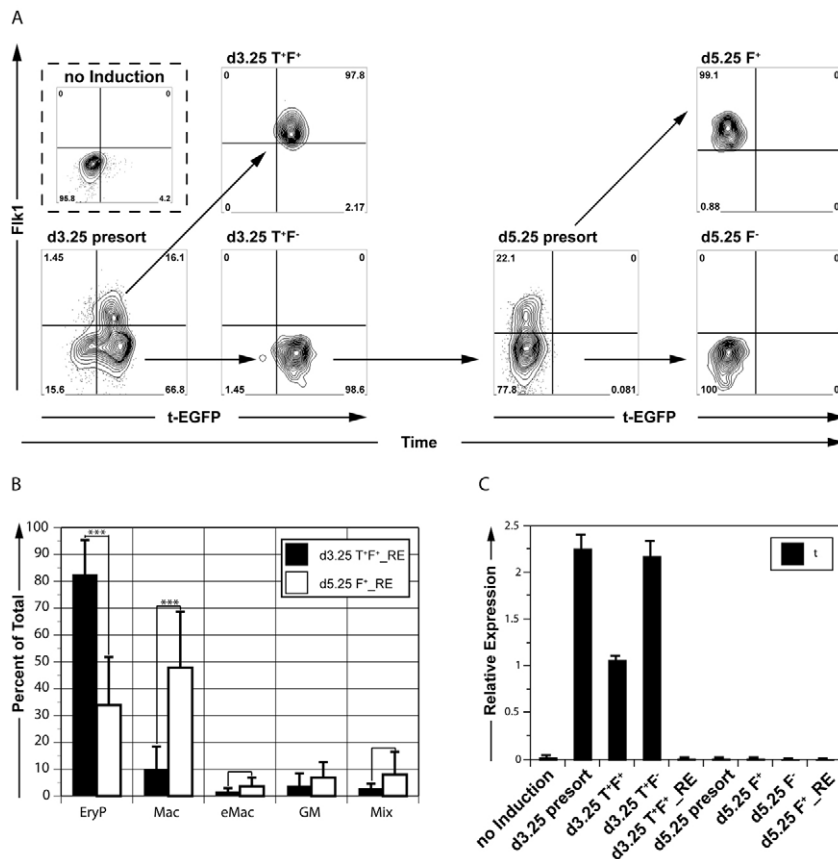 A
d3.25 T⁺F⁺
d5.25 F⁺
no Induction
0
0
95.8
4.2
0
97.8
0
2.17
99.1
0
0.88
0
Flk1
d3.25 presort
d3.25 T⁺F⁻
d5.25 presort
d5.25 F⁻
1.45
16.1
15.6
66.8
0
0
1.45
98.6
22.1
0
77.8
0.081
0
0
100
0
t-EGFP
t-EGFP
Time
B
C
Percent of Total
100
90
80
70
60
50
40
30
20
10
0
***
***
d3.25 T⁺F⁺_RE
d5.25 F⁺_RE
EryP
Mac
eMac
GM
Mix
Relative Expression
2.5
2
1.5
1
0.5
0
t
no Induction
d3.25 presort
d3.25 T⁺F⁺
d3.25 T⁺F⁻
d3.25 T⁺F⁺_RE
d5.25 presort
d5.25 F⁺
d5.25 F⁻
d5.25 F⁺_RE